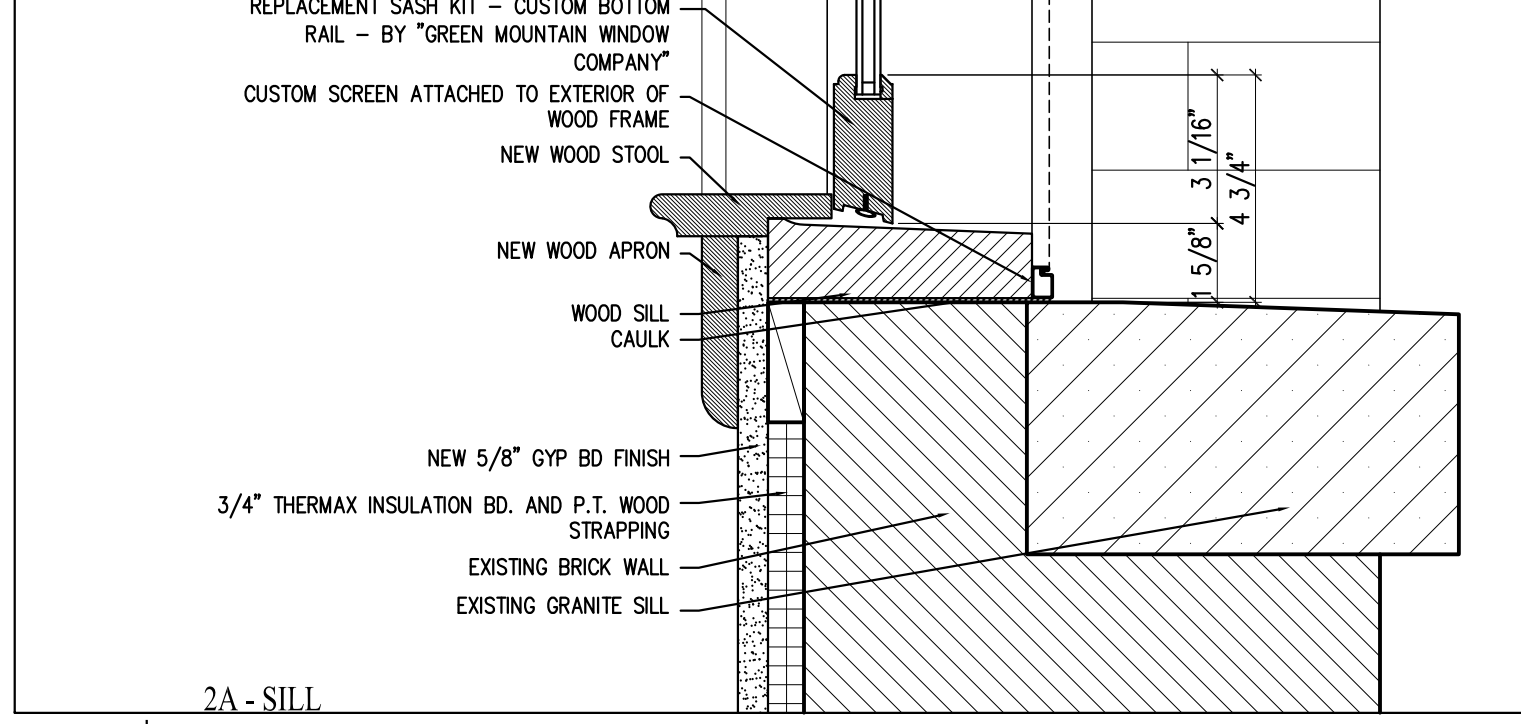 REPLACEMENT SASH KIT – CUSTOM BOTTOM
RAIL – BY "GREEN MOUNTAIN WINDOW
COMPANY"
CUSTOM SCREEN ATTACHED TO EXTERIOR OF
WOOD FRAME
NEW WOOD STOOL
NEW WOOD APRON
WOOD SILL
CAULK
NEW 5/8" GYP BD FINISH
3/4" THERMAX INSULATION BD. AND P.T. WOOD
STRAPPING
EXISTING BRICK WALL
EXISTING GRANITE SILL
3 1/16"
4 3/4"
1 5/8"
2A - SILL